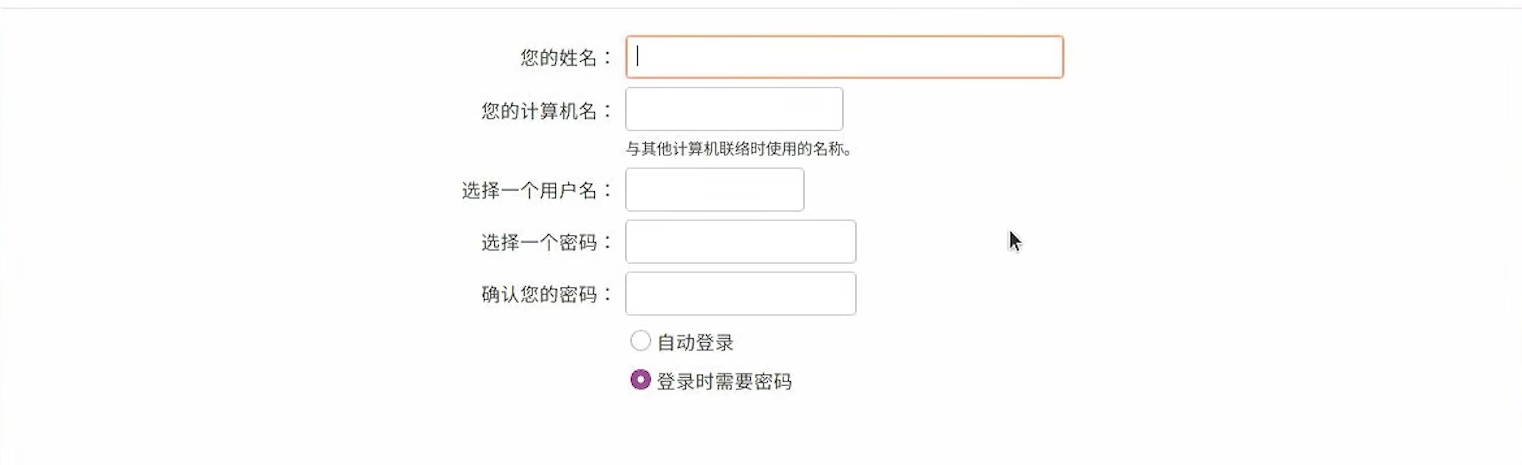 您的姓名：
您的计算机名：
与其他计算机联络时使用的名称。
选择一个用户名：
选择一个密码：
确认您的密码：
自动登录
登录时需要密码